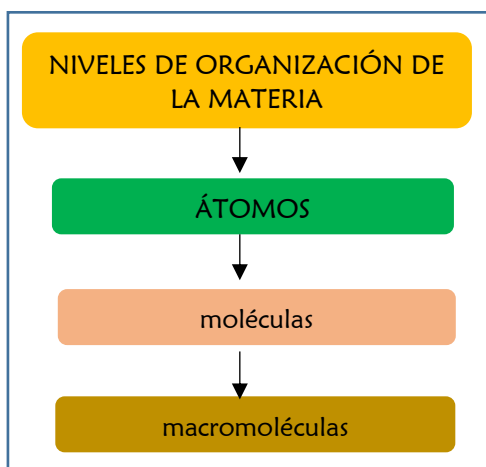 NIVELES DE ORGANIZACIÓN DE
LA MATERIA
ÁTOMOS
moléculas
macromoléculas